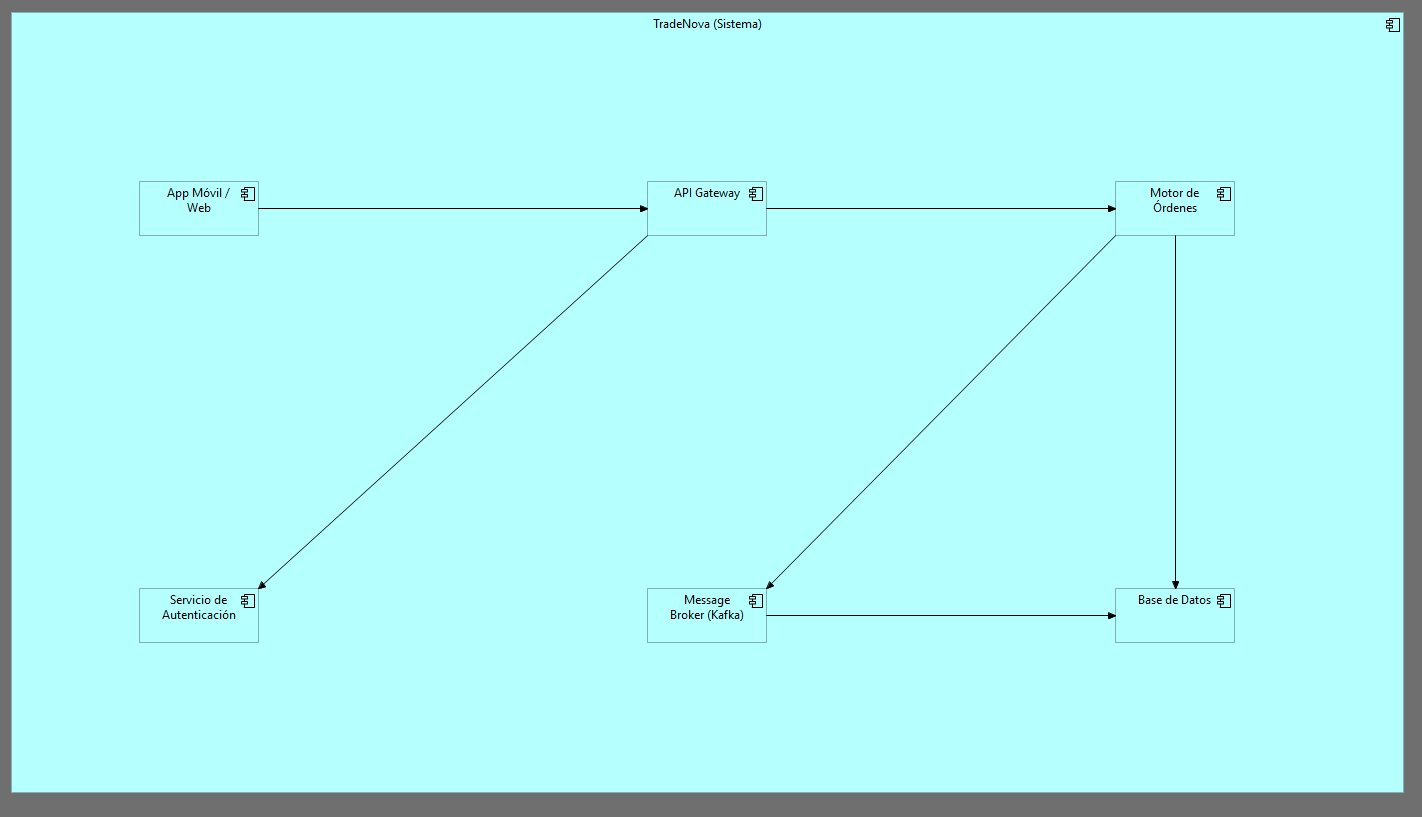 TradeNova (Sistema)
App Móvil /
Web
API Gateway
Motor de
Órdenes
Servicio de
Autenticación
Message
Broker (Kafka)
Base de Datos